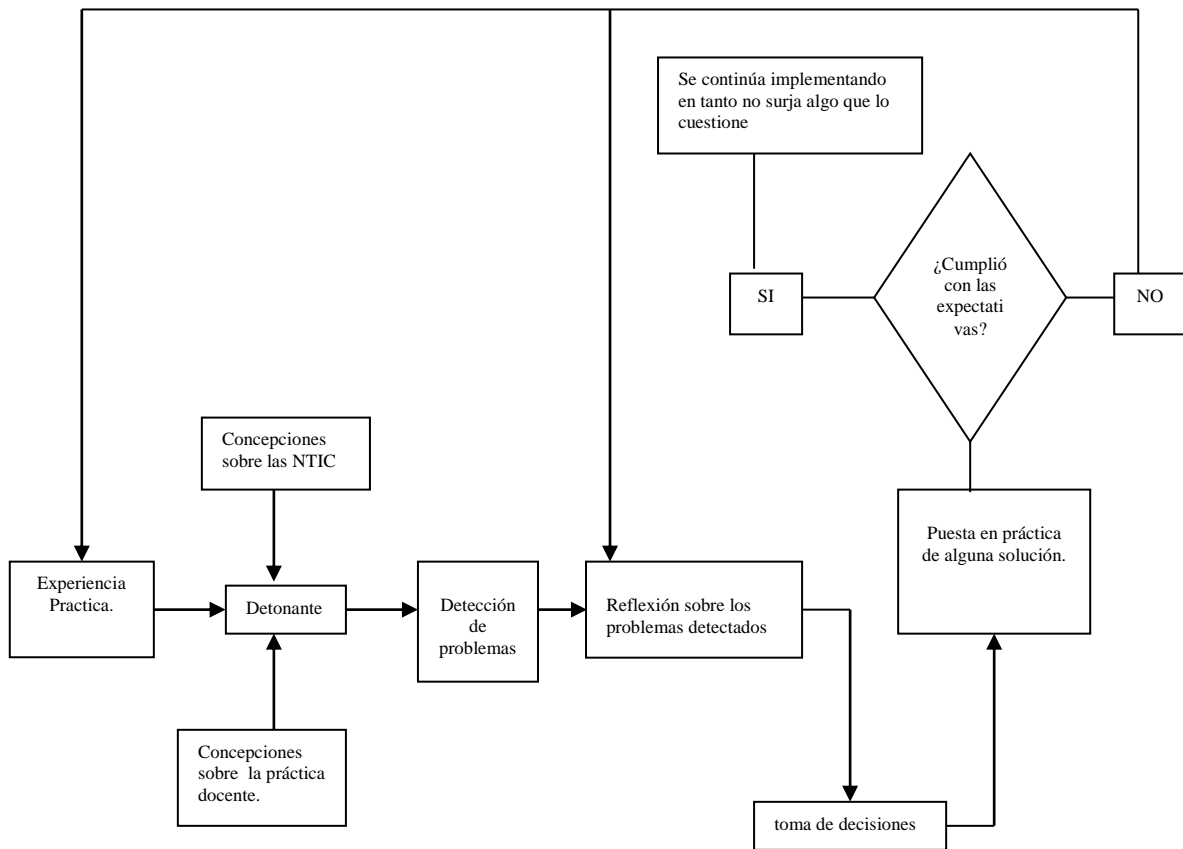 Se continúa implementando
en tanto no surja algo que lo
cuestione
¿Cumplió
con las
expectati
vas?
SI
NO
Concepciones
sobre las NTIC
Puesta en práctica
de alguna solución.
Experiencia
Practica.
Detonante
Detección
de
problemas
Reflexión sobre los
problemas detectados
Concepciones
sobre la práctica
docente.
toma de decisiones